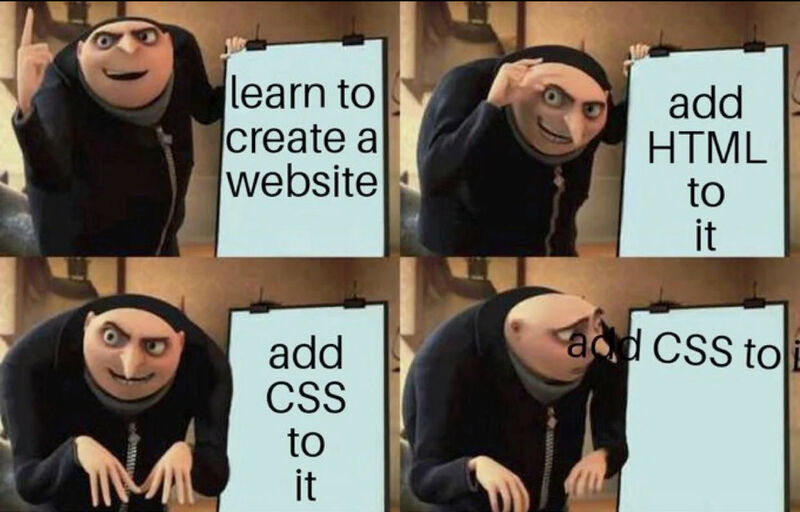 learn to
create a
website
add
HTML
to
it
add
CSS
to
it
add CSS to i